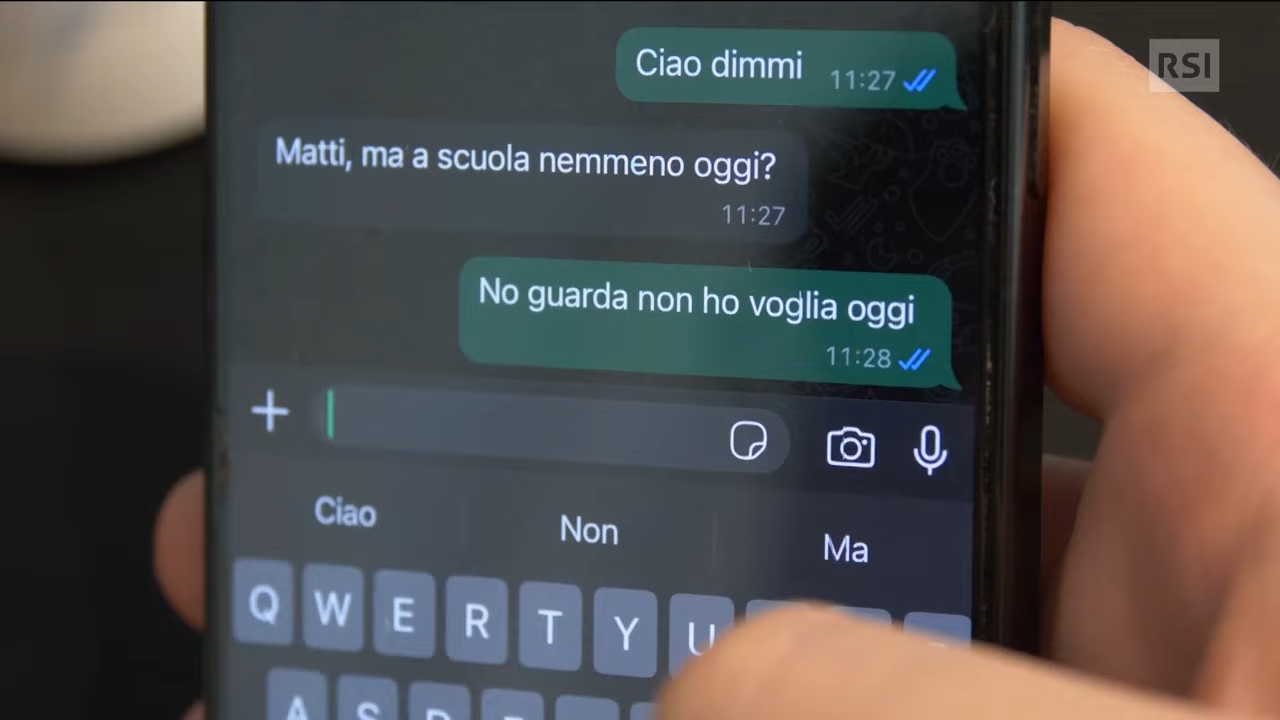 RSI
Ciao dimmi
11:27
Matti, ma a scuola nemmeno oggi?
11:27
No guarda non ho voglia oggi
11:28
Ciao Non Ma
Q W E R T Y U
A S